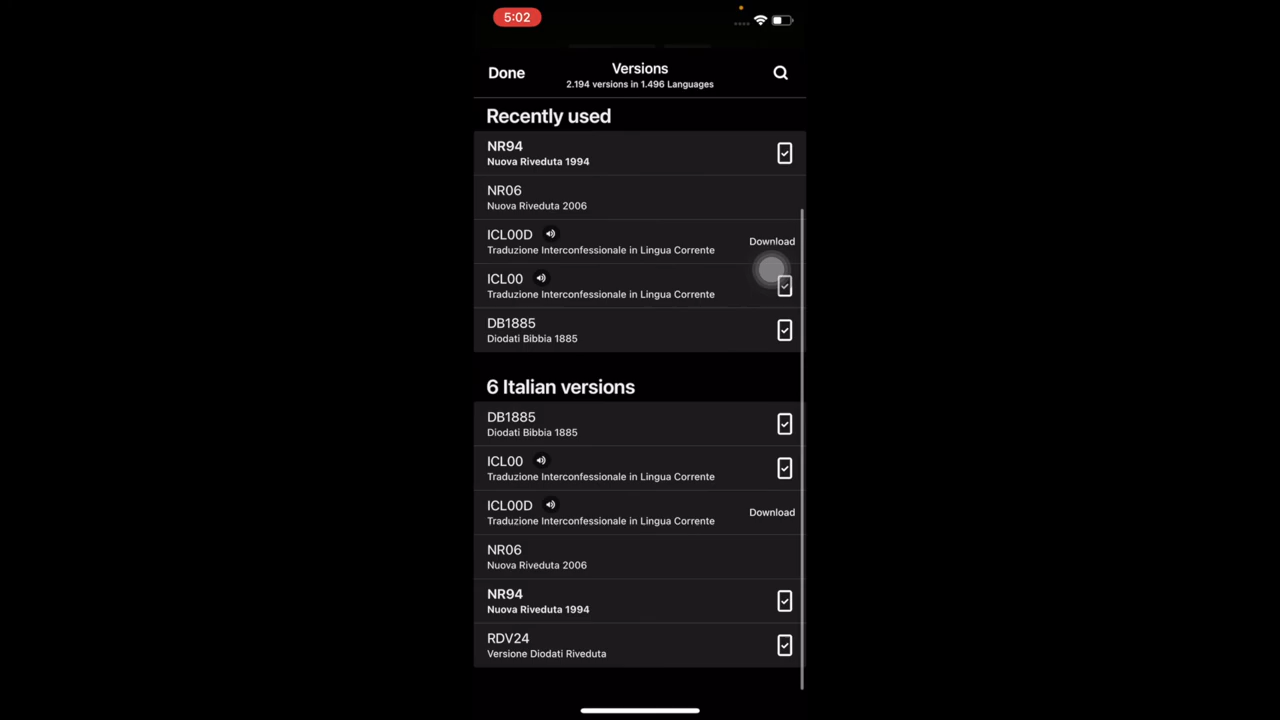 5:02
Done
Versions
2.194 versions in 1.496 Languages
Recently used
NR94
Nuova Riveduta 1994
NR06
Nuova Riveduta 2006
ICL00D
Traduzione Interconfessionale in Lingua Corrente
Download
ICL00
Traduzione Interconfessionale in Lingua Corrente
DB1885
Diodati Bibbia 1885
6 Italian versions
DB1885
Diodati Bibbia 1885
ICL00
Traduzione Interconfessionale in Lingua Corrente
ICL00D
Traduzione Interconfessionale in Lingua Corrente
Download
NR06
Nuova Riveduta 2006
NR94
Nuova Riveduta 1994
RDV24
Versione Diodati Riveduta